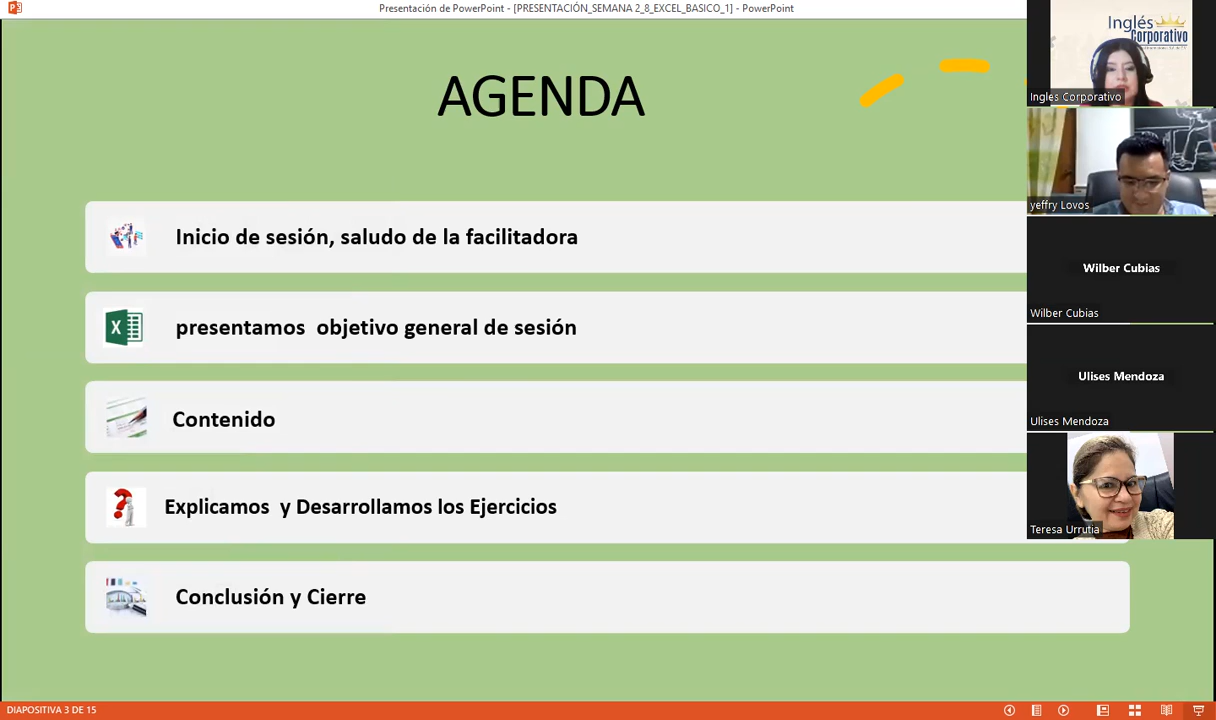 Presentación de PowerPoint - [PRESENTACIÓN_SEMANA 2_8_EXCEL_BASICO_1] - PowerPoint
AGENDA
Inicio de sesión, saludo de la facilitadora
presentamos objetivo general de sesión
Contenido
Explicamos y Desarrollamos los Ejercicios
Conclusión y Cierre
Inglés
Corporativo
Ingles Corporativo
yeffry Lovos
Wilber Cubias
Wilber Cubias
Ulises Mendoza
Ulises Mendoza
Teresa Urrutia
DIAPOSITIVA 3 DE 15